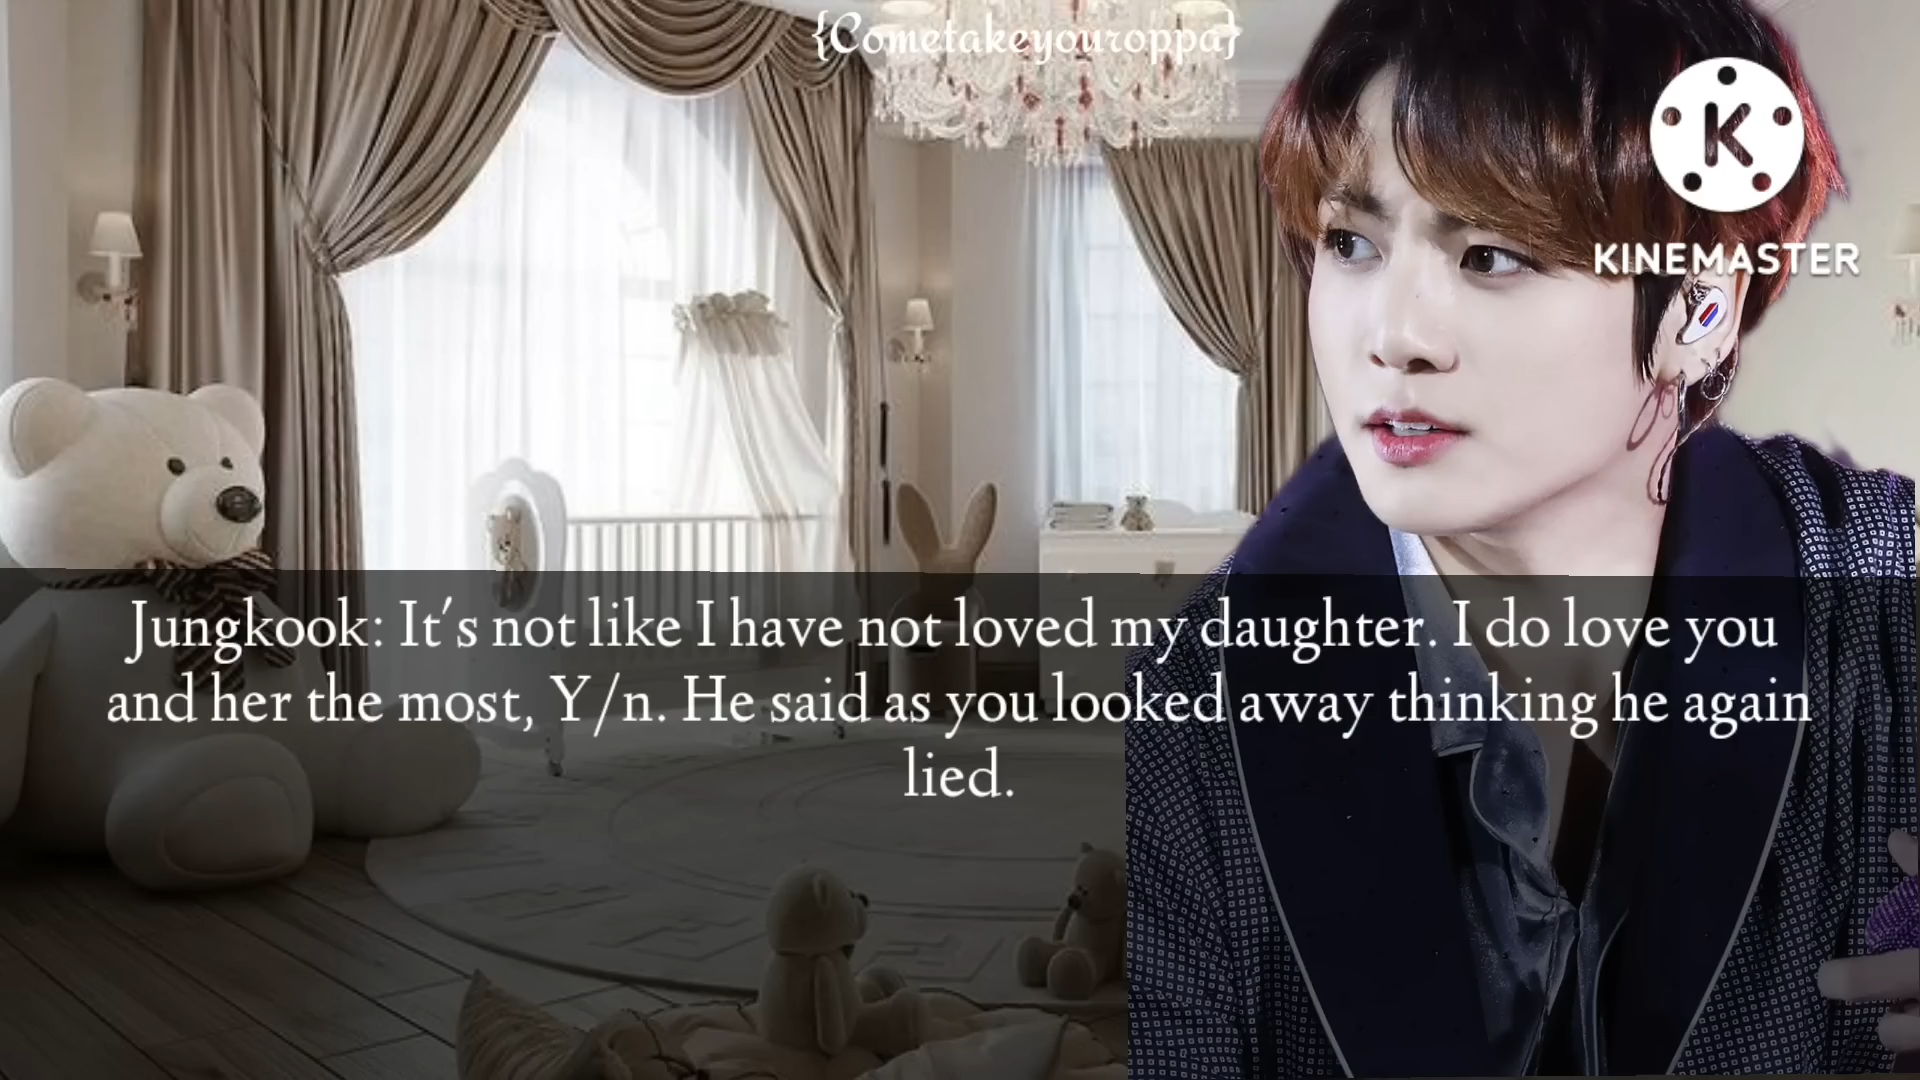 {Cometakeyouroppa}
K
KINEMASTER
Jungkook: It's not like I have not loved my daughter. I do love you
and her the most, Y/n. He said as you looked away thinking he again
lied.